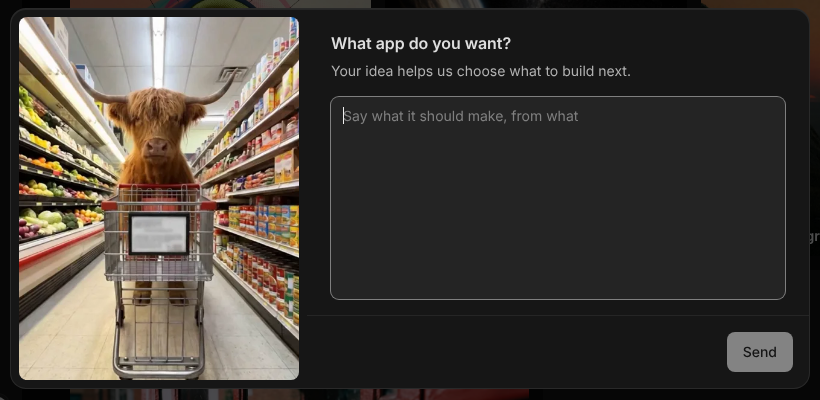 What app do you want?
Your idea helps us choose what to build next.
Say what it should make, from what
Send